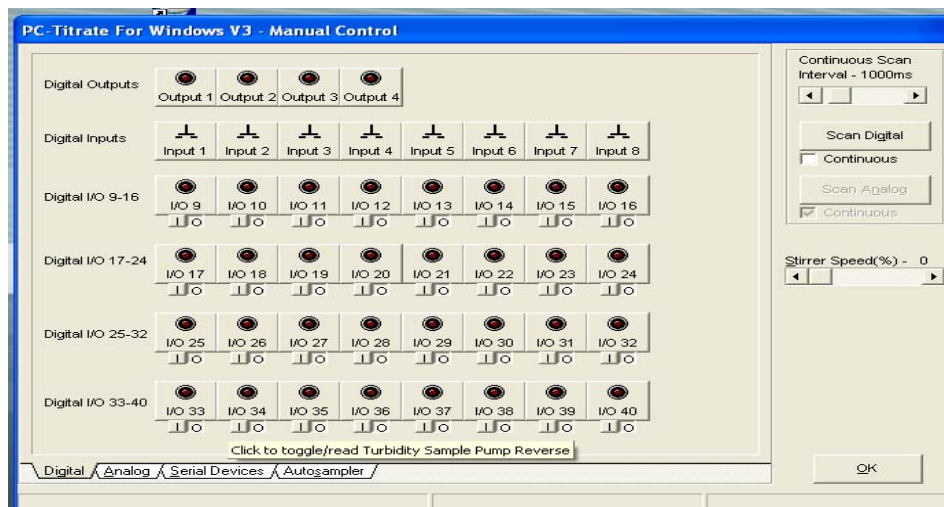 PC-Titrate For Windows V3 - Manual Control
Digital Outputs
Output 1 Output 2 Output 3 Output 4
Digital Inputs
Input 1 Input 2 Input 3 Input 4 Input 5 Input 6 Input 7 Input 8
Digital I/O 9-16
I/O 9 I/O 10 I/O 11 I/O 12 I/O 13 I/O 14 I/O 15 I/O 16
I O I O I O I O I O I O I O I O
Digital I/O 17-24
I/O 17 I/O 18 I/O 19 I/O 20 I/O 21 I/O 22 I/O 23 I/O 24
I O I O I O I O I O I O I O I O
Digital I/O 25-32
I/O 25 I/O 26 I/O 27 I/O 28 I/O 29 I/O 30 I/O 31 I/O 32
I O I O I O I O I O I O I O I O
Digital I/O 33-40
I/O 33 I/O 34 I/O 35 I/O 36 I/O 37 I/O 38 I/O 39 I/O 40
I O I O I O I O I O I O I O I O
Click to toggle/read Turbidity Sample Pump Reverse
Digital Analog Serial Devices Autosampler
Continuous Scan
Interval - 1000ms
Scan Digital
Continuous
Scan Analog
Continuous
Stirrer Speed(%) - 0
OK